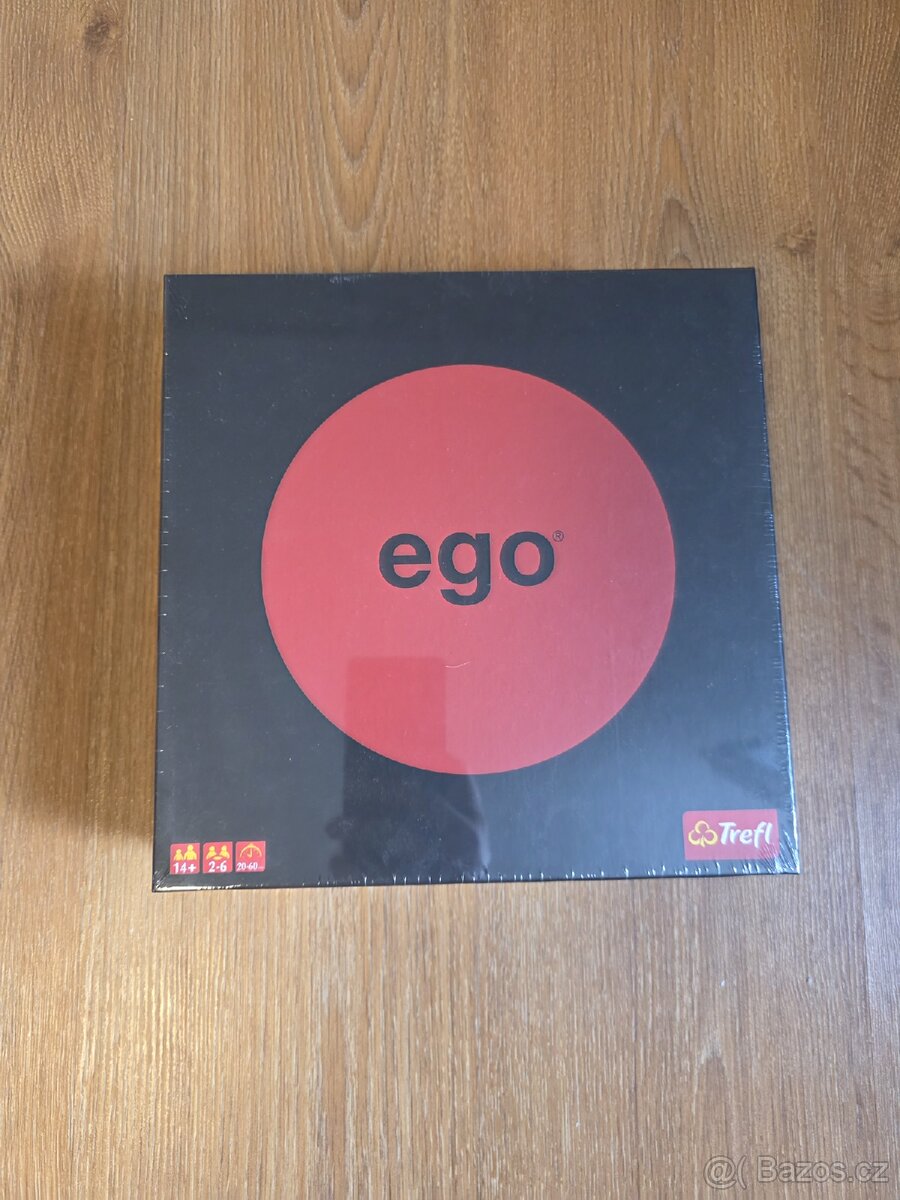 ego®
14+
2-6
20-60
Trefl
@( Bazos.cz